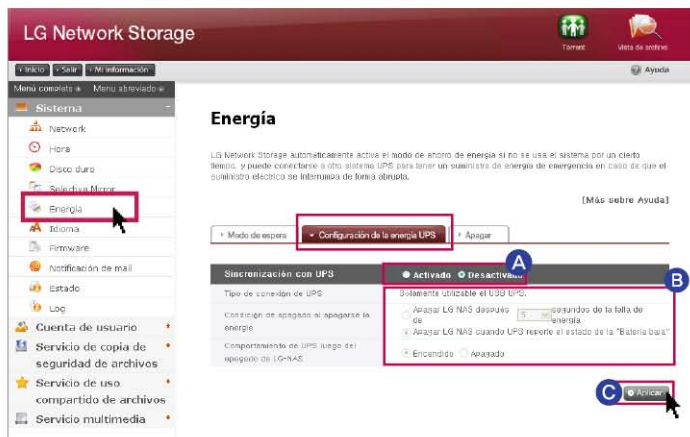 LG Network Storage
Torrent
Vista de archivo
Inicio Salir Mi información
Ayuda
Menú completo Menú abreviado
Sistema
Network
Hora
Disco duro
Selective Mirror
Energía
Idioma
Firmware
Notificación de mail
Estado
Log
Cuenta de usuario
Servicio de copia de
seguridad de archivos
Servicio de uso
compartido de archivos
Servicio multimedia
Energía
LG Network Storage automáticamente activa el modo de ahorro de energía si no se usa el sistema por un cierto
tiempo, y puede conectarse a otro sistema UPS para tener un suministro de energía de emergencia en caso de que el
suministro eléctrico se interrumpa de forma abrupta.
[Más sobre Ayuda]
Modo de espera
Configuración de la energía UPS
Apagar
A
Sincronización con UPS
Activado Desactivado
B
Tipo de conexión de UPS
Solamente utilizable el USB UPS.
Condición de apagado al apagarse la
energía
Apagar LG NAS después
de
5
segundos de la falta de
energía
Apagar LG NAS cuando UPS reporte el estado de la "Batería baja"
Comportamiento de UPS luego del
apagado de LG-NAS
Encendido Apagado
C
Aplicar